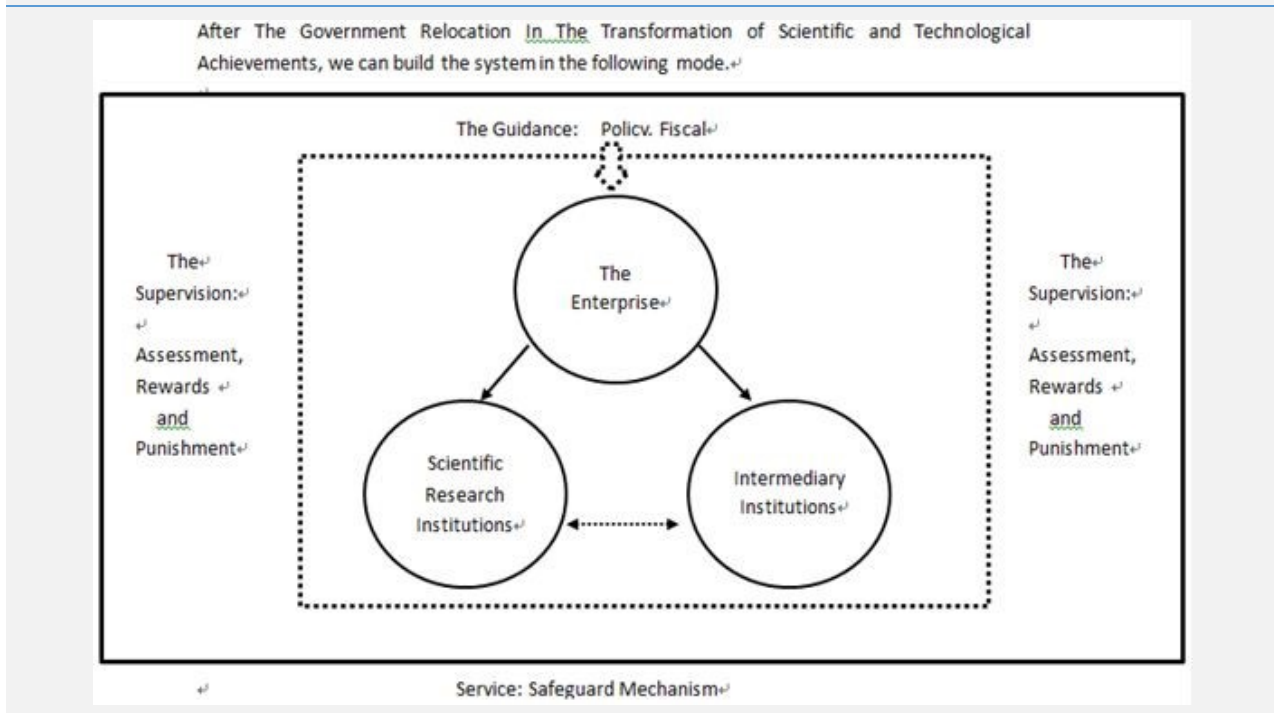 After The Government Relocation In The Transformation of Scientific and Technological
Achievements, we can build the system in the following mode.
The Guidance: Policy. Fiscal
The
Supervision:
Assessment,
Rewards
and
Punishment
The
Enterprise
Scientific
Research
Institutions
Intermediary
Institutions
The
Supervision:
Assessment,
Rewards
and
Punishment
Service: Safeguard Mechanism